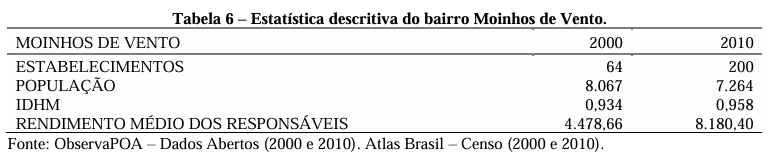 Tabela 6 – Estatística descritiva do bairro Moinhos de Vento.
MOINHOS DE VENTO 2000 2010
ESTABELECIMENTOS 64 200
POPULAÇÃO 8.067 7.264
IDHM 0,934 0,958
RENDIMENTO MÉDIO DOS RESPONSÁVEIS 4.478,66 8.180,40
Fonte: ObservaPOA – Dados Abertos (2000 e 2010). Atlas Brasil – Censo (2000 e 2010).